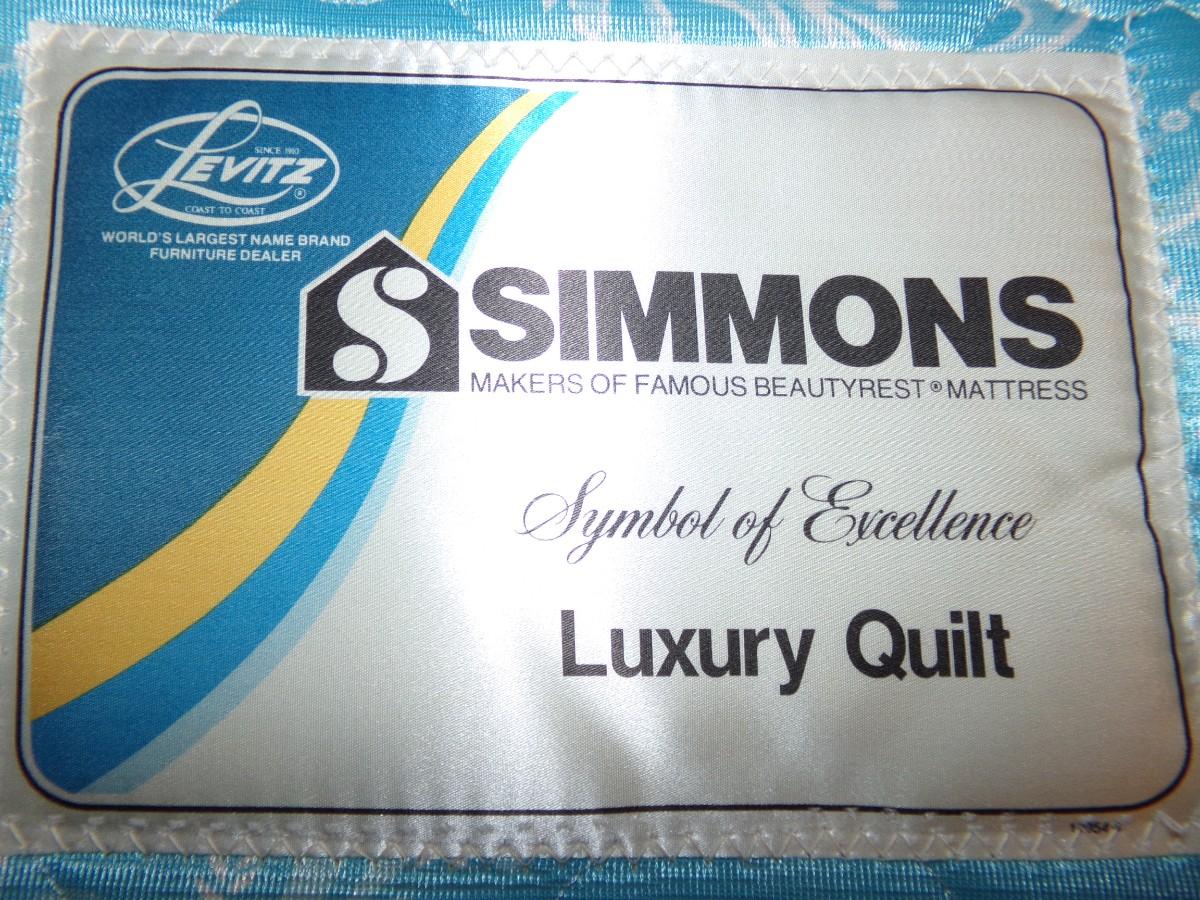 SINCE 1910
LEVITZ®
COAST TO COAST
WORLD'S LARGEST NAME BRAND
FURNITURE DEALER
S SIMMONS
MAKERS OF FAMOUS BEAUTYREST® MATTRESS
Symbol of Excellence
Luxury Quilt